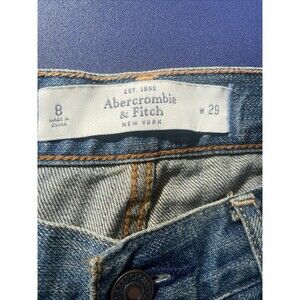 EST. 1892
Abercrombie
& Fitch
NEW YORK
8
MADE IN
CHINA
W 29